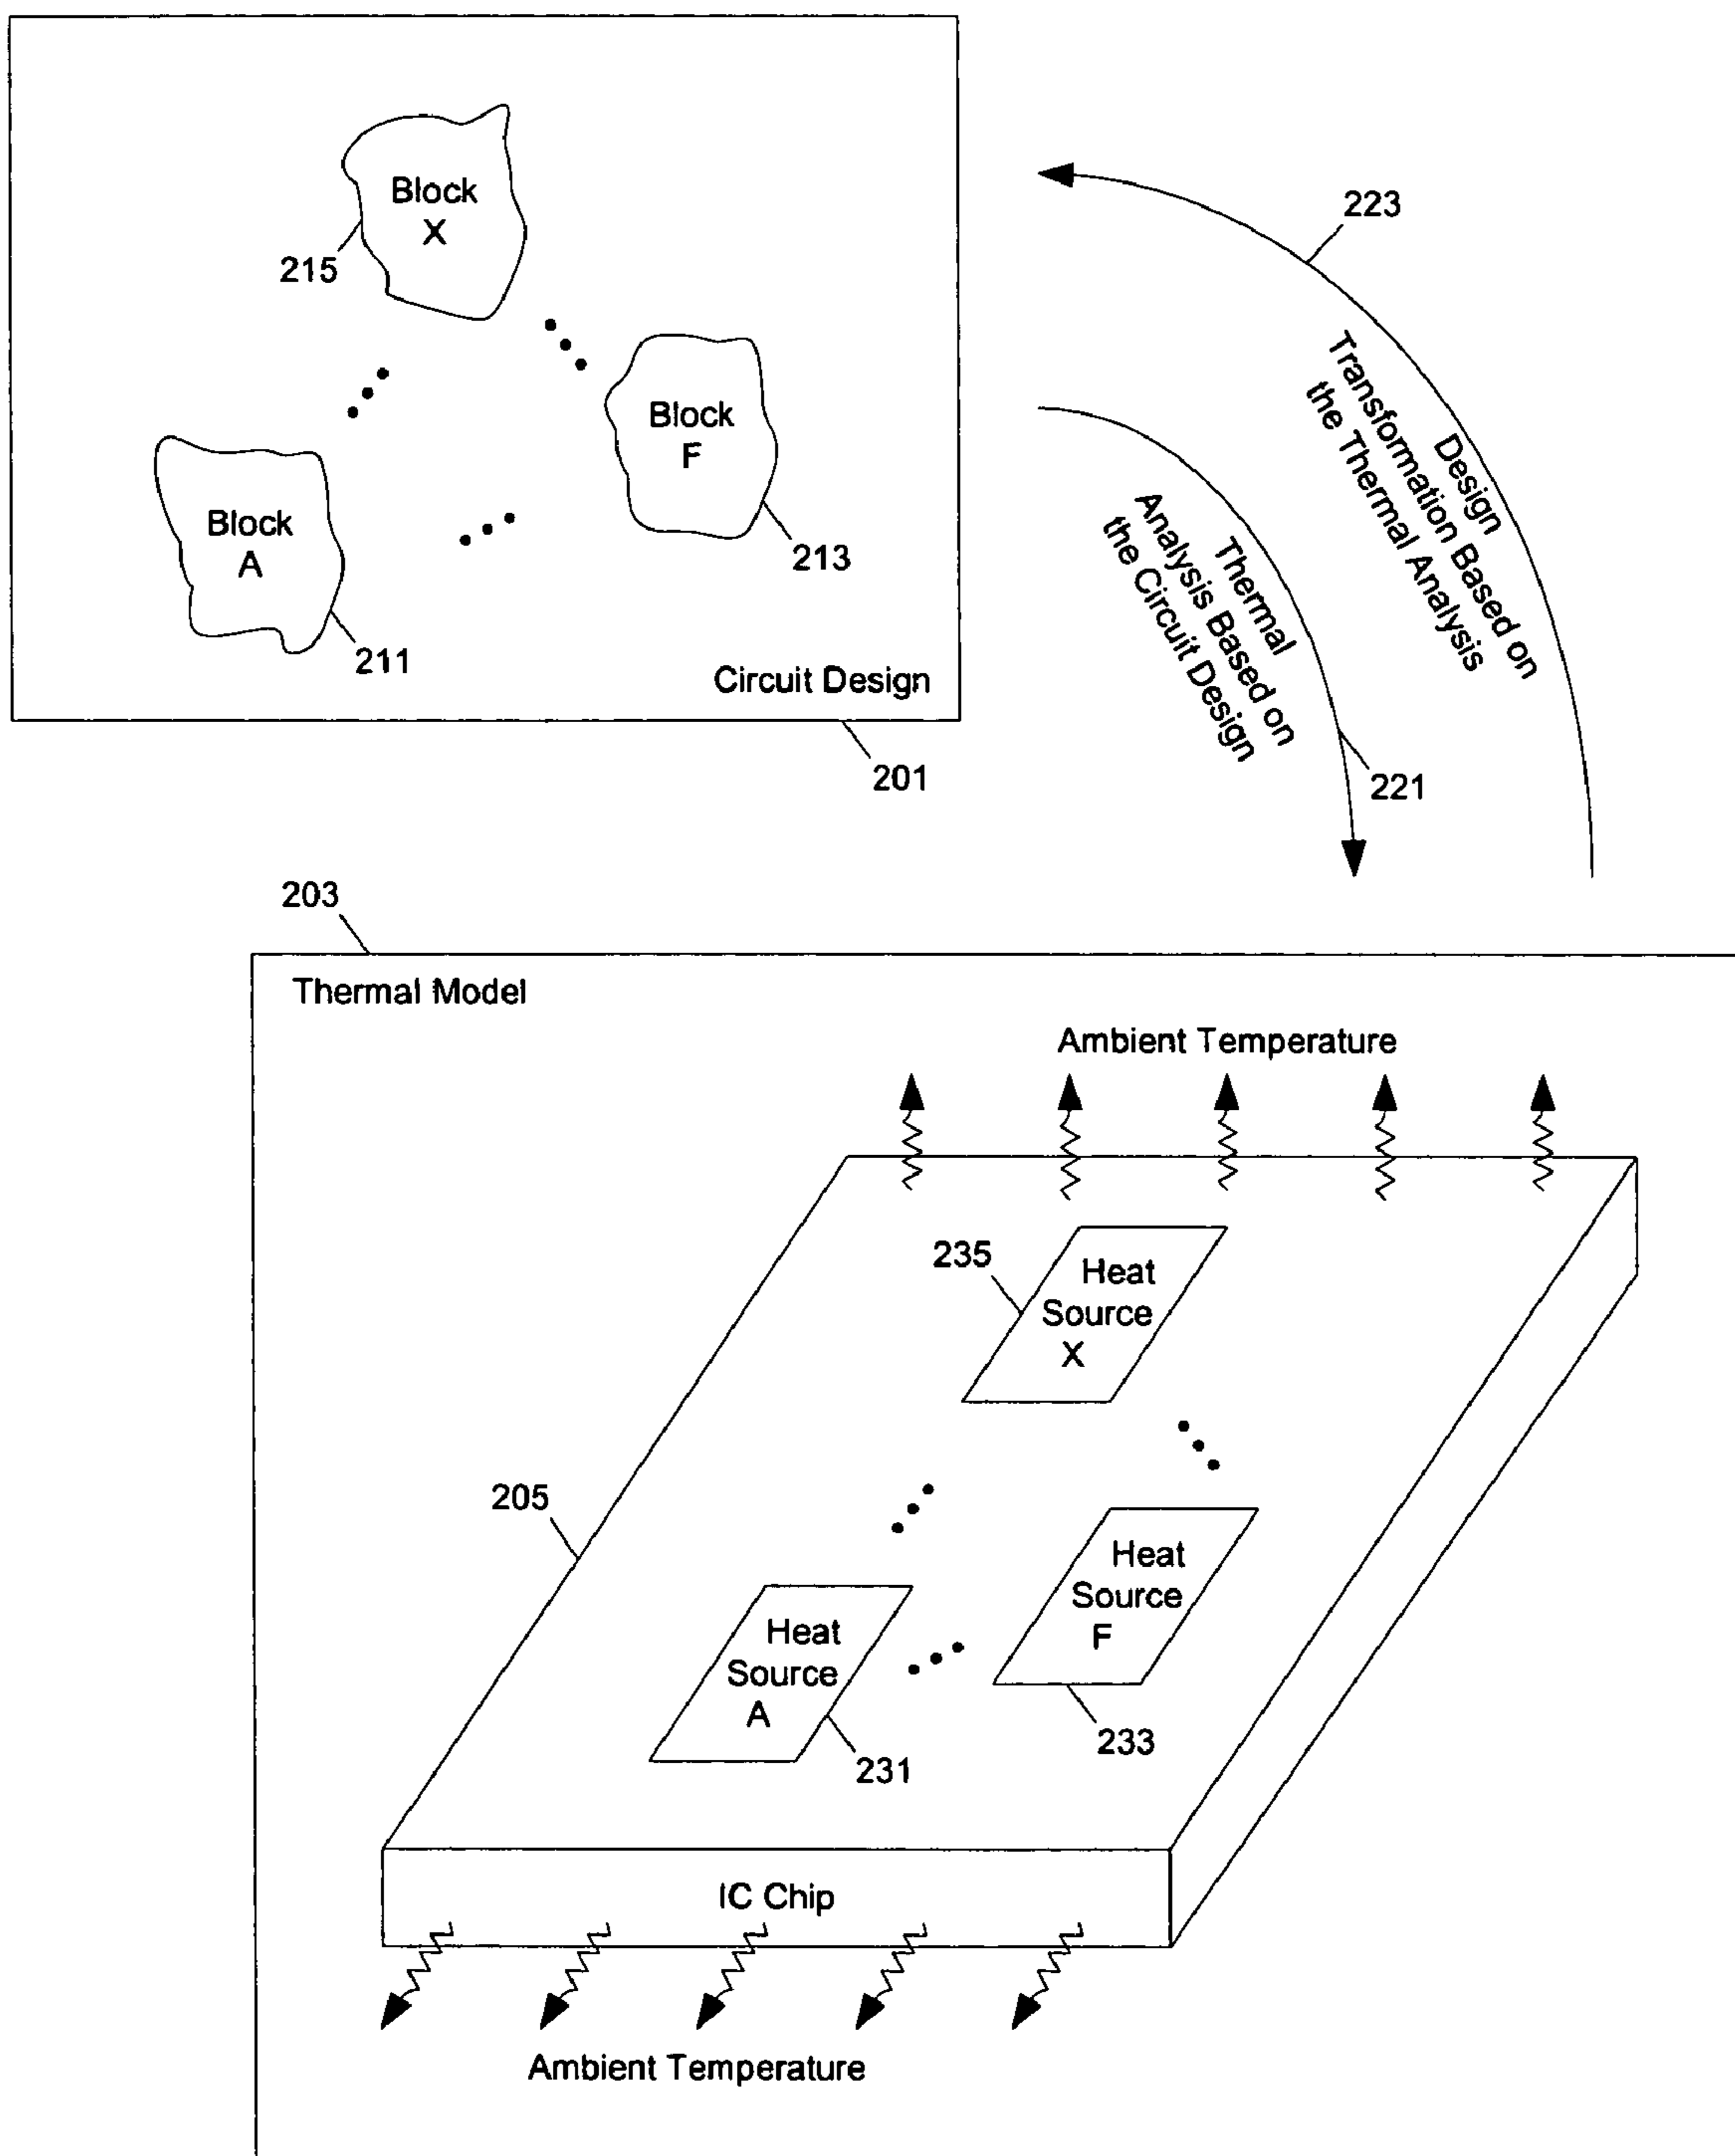 Block
X
215
Block
F
213
Block
A
211
Circuit Design
201
223
Design
Transformation Based on
the Thermal Analysis
Thermal
Analysis Based on
the Circuit Design
221
203
Thermal Model
Ambient Temperature
235
Heat
Source
X
205
Heat
Source
F
233
Heat
Source
A
231
IC Chip
Ambient Temperature